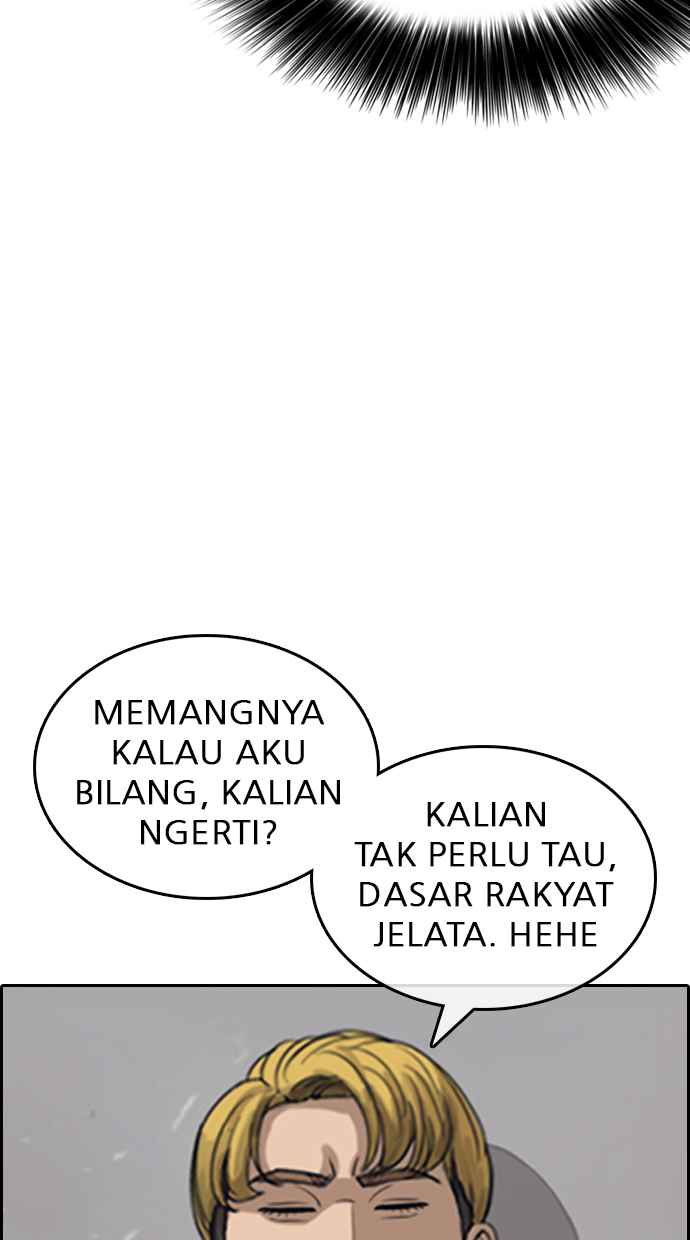 MEMANGNYA
KALAU AKU
BILANG, KALIAN
NGERTI?
KALIAN
TAK PERLU TAU,
DASAR RAKYAT
JELATA. HEHE